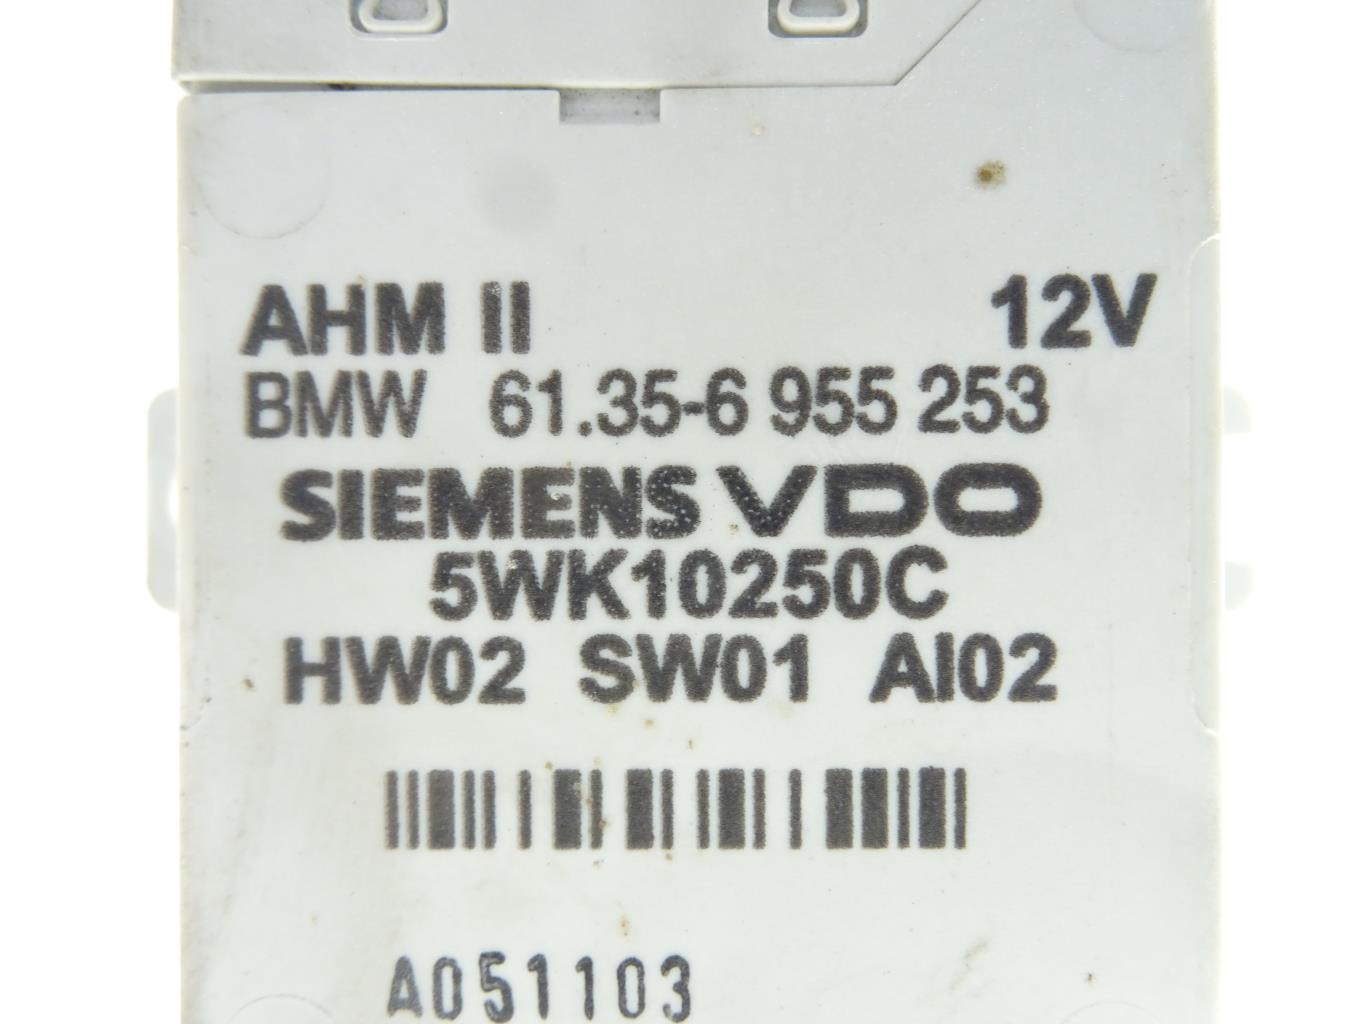 AHM II 12V
BMW 61.35-6 955 253
SIEMENS VDO
5WK10250C
HW02 SW01 AI02
A051103